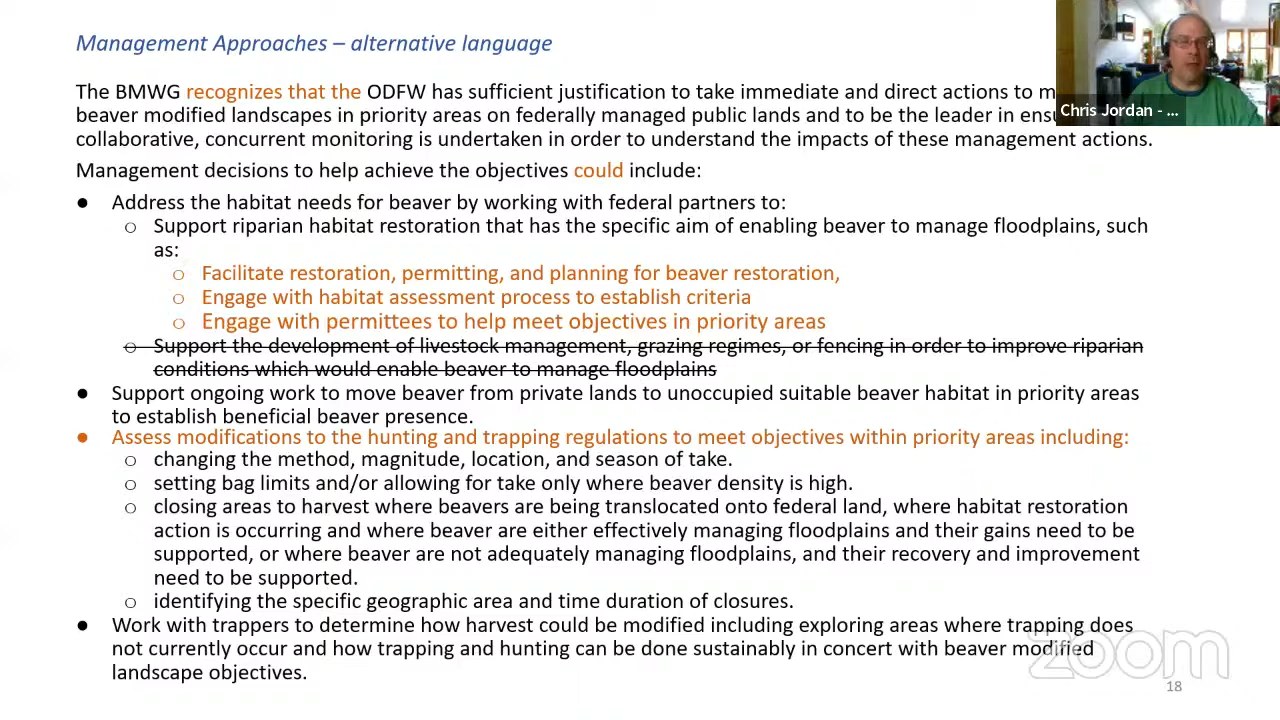 Management Approaches – alternative language
The BMWG recognizes that the ODFW has sufficient justification to take immediate and direct actions to m
beaver modified landscapes in priority areas on federally managed public lands and to be the leader in ensu
collaborative, concurrent monitoring is undertaken in order to understand the impacts of these management actions.
Chris Jordan - ...
Management decisions to help achieve the objectives could include:
● Address the habitat needs for beaver by working with federal partners to:
○ Support riparian habitat restoration that has the specific aim of enabling beaver to manage floodplains, such
as:
○ Facilitate restoration, permitting, and planning for beaver restoration,
○ Engage with habitat assessment process to establish criteria
○ Engage with permittees to help meet objectives in priority areas
○ Support the development of livestock management, grazing regimes, or fencing in order to improve riparian
conditions which would enable beaver to manage floodplains
● Support ongoing work to move beaver from private lands to unoccupied suitable beaver habitat in priority areas
to establish beneficial beaver presence.
● Assess modifications to the hunting and trapping regulations to meet objectives within priority areas including:
○ changing the method, magnitude, location, and season of take.
○ setting bag limits and/or allowing for take only where beaver density is high.
○ closing areas to harvest where beavers are being translocated onto federal land, where habitat restoration
action is occurring and where beaver are either effectively managing floodplains and their gains need to be
supported, or where beaver are not adequately managing floodplains, and their recovery and improvement
need to be supported.
○ identifying the specific geographic area and time duration of closures.
● Work with trappers to determine how harvest could be modified including exploring areas where trapping does
not currently occur and how trapping and hunting can be done sustainably in concert with beaver modified
landscape objectives.
zoom
18